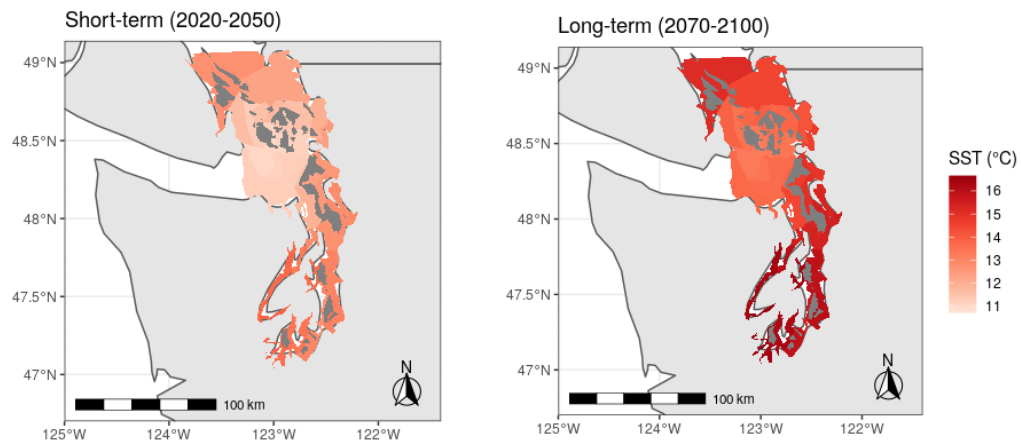 Short-term (2020-2050)
49°N
48.5°N
48°N
47.5°N
47°N
100 km
N
125°W
124°W
123°W
122°W
Long-term (2070-2100)
49°N
48.5°N
48°N
47.5°N
47°N
100 km
N
125°W
124°W
123°W
122°W
SST (°C)
16
15
14
13
12
11